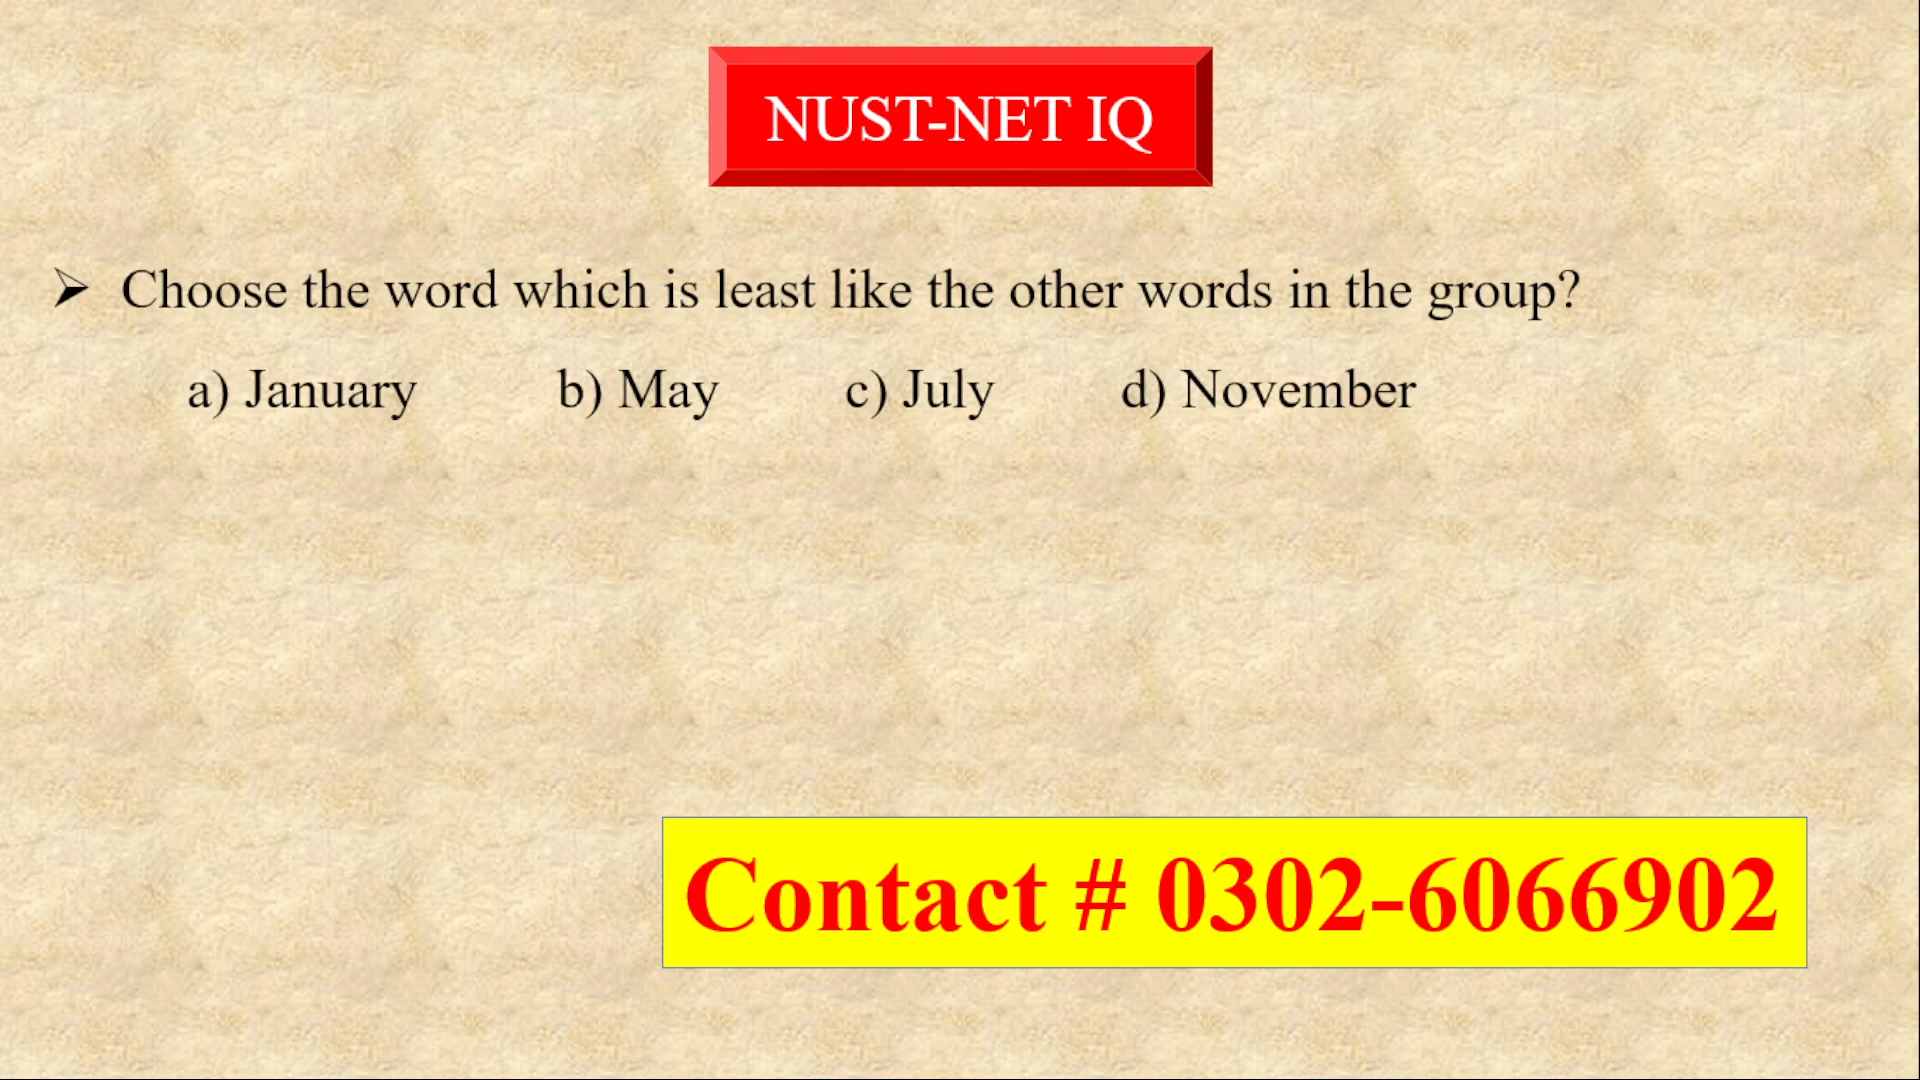 NUST-NET IQ
➢ Choose the word which is least like the other words in the group?
a) January b) May c) July d) November
Contact # 0302-6066902